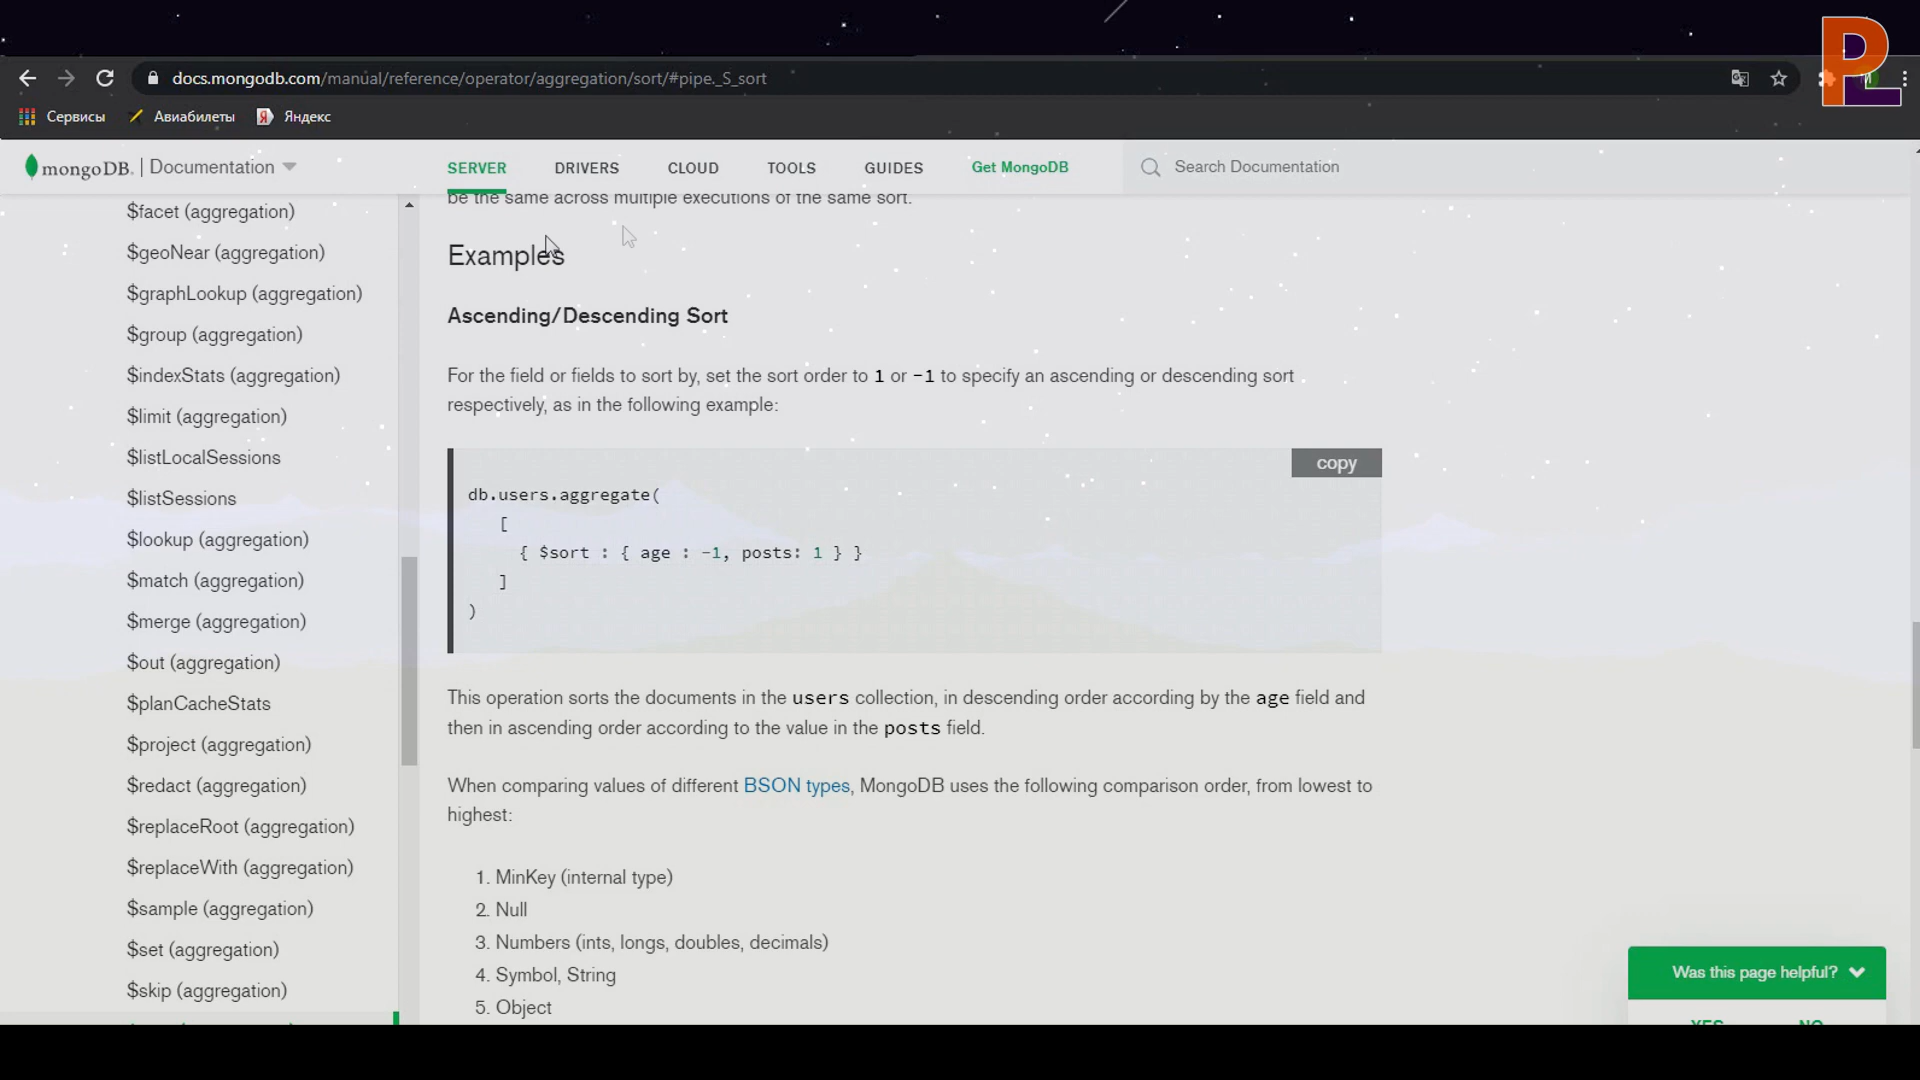 PL
docs.mongodb.com/manual/reference/operator/aggregation/sort/#pipe._S_sort
Сервисы
Авиабилеты
Яндекс
mongoDB. | Documentation
SERVER
DRIVERS
CLOUD
TOOLS
GUIDES
Get MongoDB
Search Documentation
$facet (aggregation)
$geoNear (aggregation)
$graphLookup (aggregation)
$group (aggregation)
$indexStats (aggregation)
$limit (aggregation)
$listLocalSessions
$listSessions
$lookup (aggregation)
$match (aggregation)
$merge (aggregation)
$out (aggregation)
$planCacheStats
$project (aggregation)
$redact (aggregation)
$replaceRoot (aggregation)
$replaceWith (aggregation)
$sample (aggregation)
$set (aggregation)
$skip (aggregation)
be the same across multiple executions of the same sort.
Examples
Ascending/Descending Sort
For the field or fields to sort by, set the sort order to 1 or -1 to specify an ascending or descending sort
respectively, as in the following example:
copy
db.users.aggregate(
[
{ $sort : { age : -1, posts: 1 } }
]
)
This operation sorts the documents in the users collection, in descending order according by the age field and
then in ascending order according to the value in the posts field.
When comparing values of different BSON types, MongoDB uses the following comparison order, from lowest to
highest:
1. MinKey (internal type)
2. Null
3. Numbers (ints, longs, doubles, decimals)
4. Symbol, String
5. Object
Was this page helpful?
YES
NO